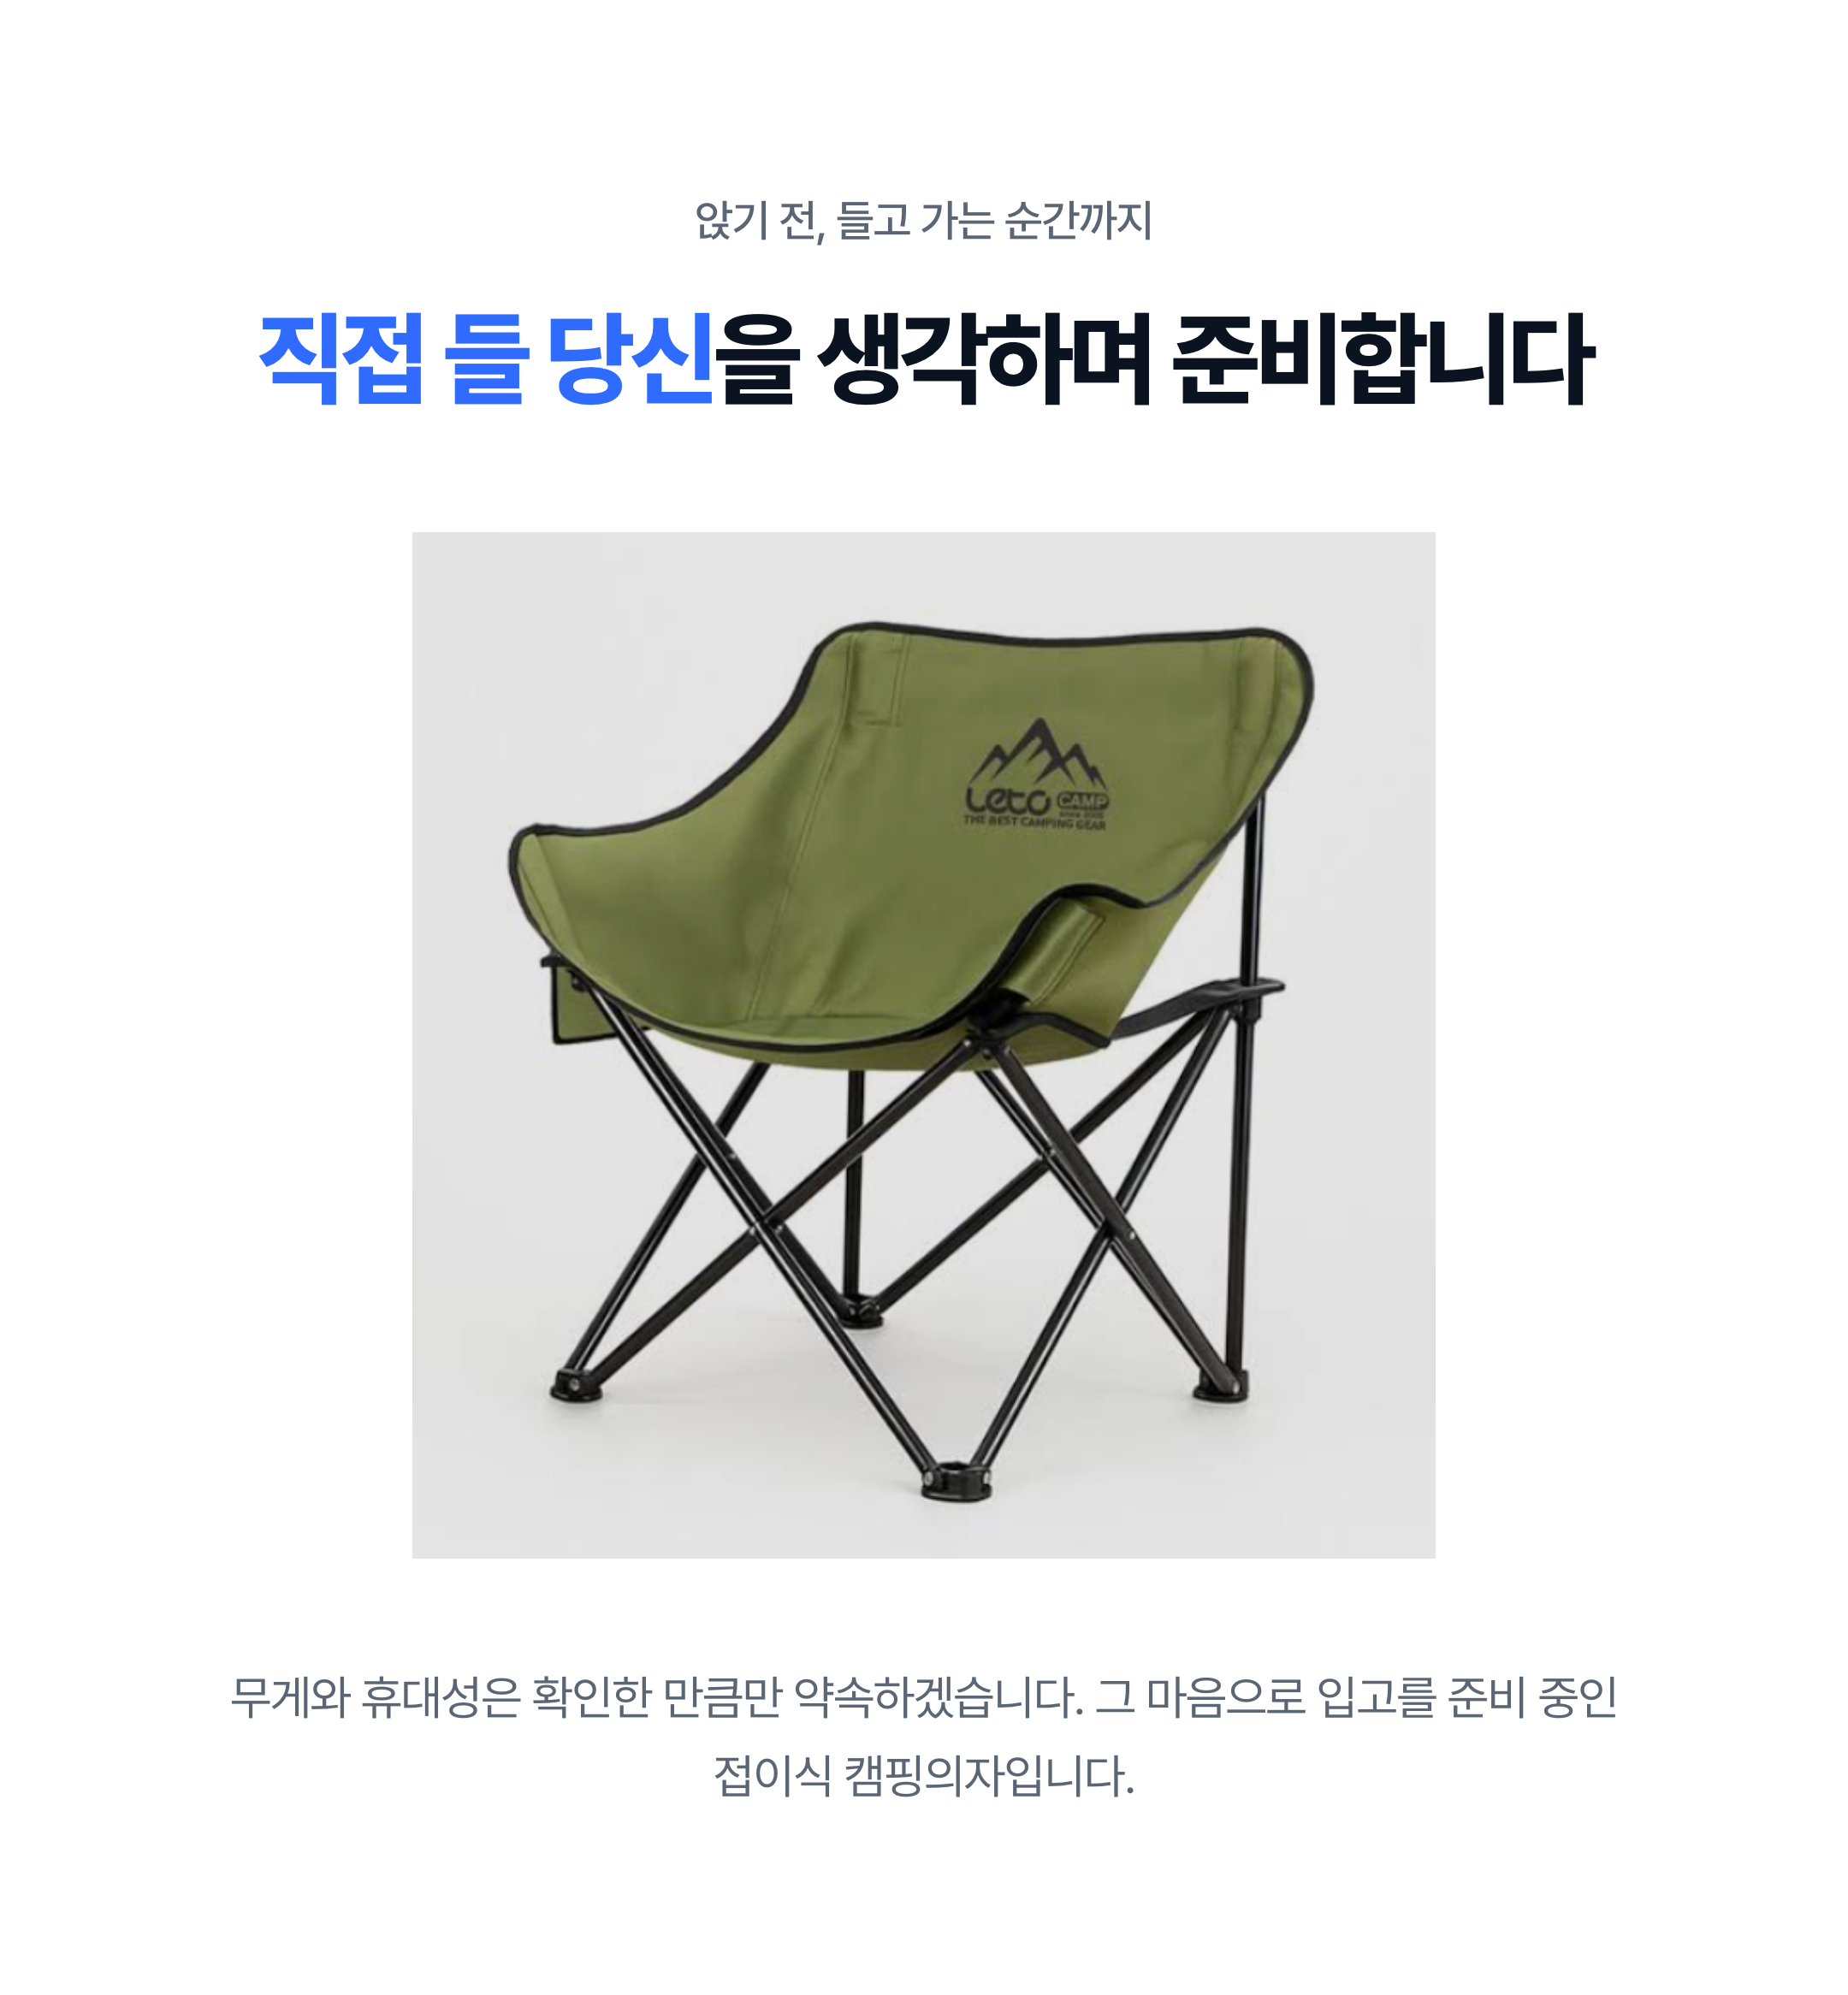 앉기 전, 들고 가는 순간까지
직접 들 당신을 생각하며 준비합니다
Leto CAMP
since 2005
THE BEST CAMPING GEAR
무게와 휴대성은 확인한 만큼만 약속하겠습니다. 그 마음으로 입고를 준비 중인
접이식 캠핑의자입니다.